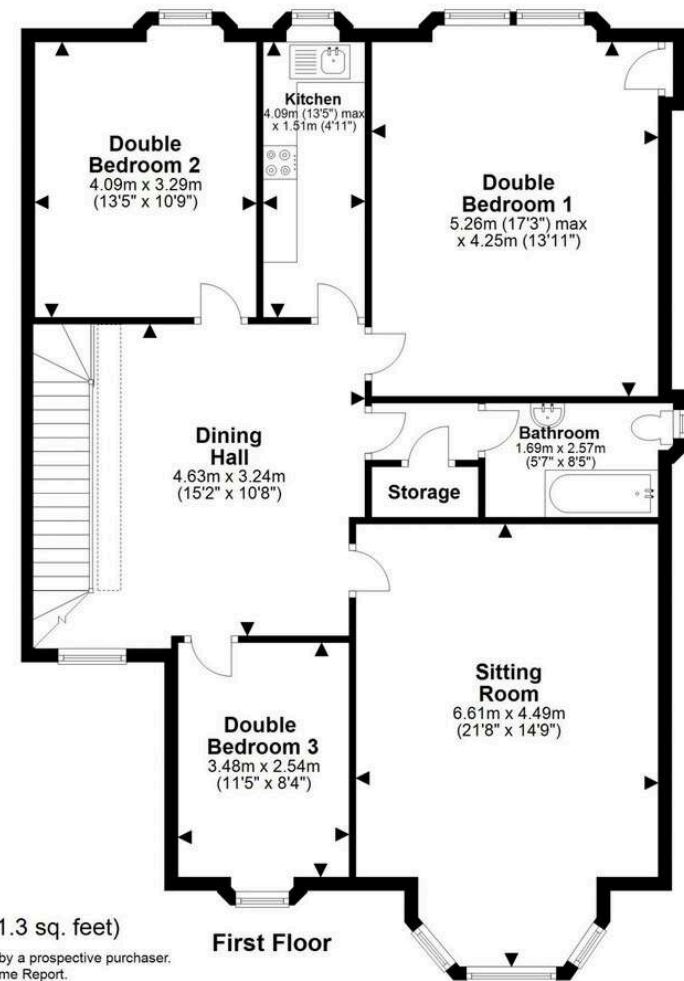 Kitchen
4.09m (13'5") max
x 1.51m (4'11")
Double
Bedroom 2
4.09m x 3.29m
(13'5" x 10'9")
Double
Bedroom 1
5.26m (17'3") max
x 4.25m (13'11")
Dining
Hall
4.63m x 3.24m
(15'2" x 10'8")
Bathroom
1.69m x 2.57m
(5'7" x 8'5")
Storage
Sitting
Room
6.61m x 4.49m
(21'8" x 14'9")
Double
Bedroom 3
3.48m x 2.54m
(11'5" x 8'4")
1.3 sq. feet)
First Floor
by a prospective purchaser.
me Report.